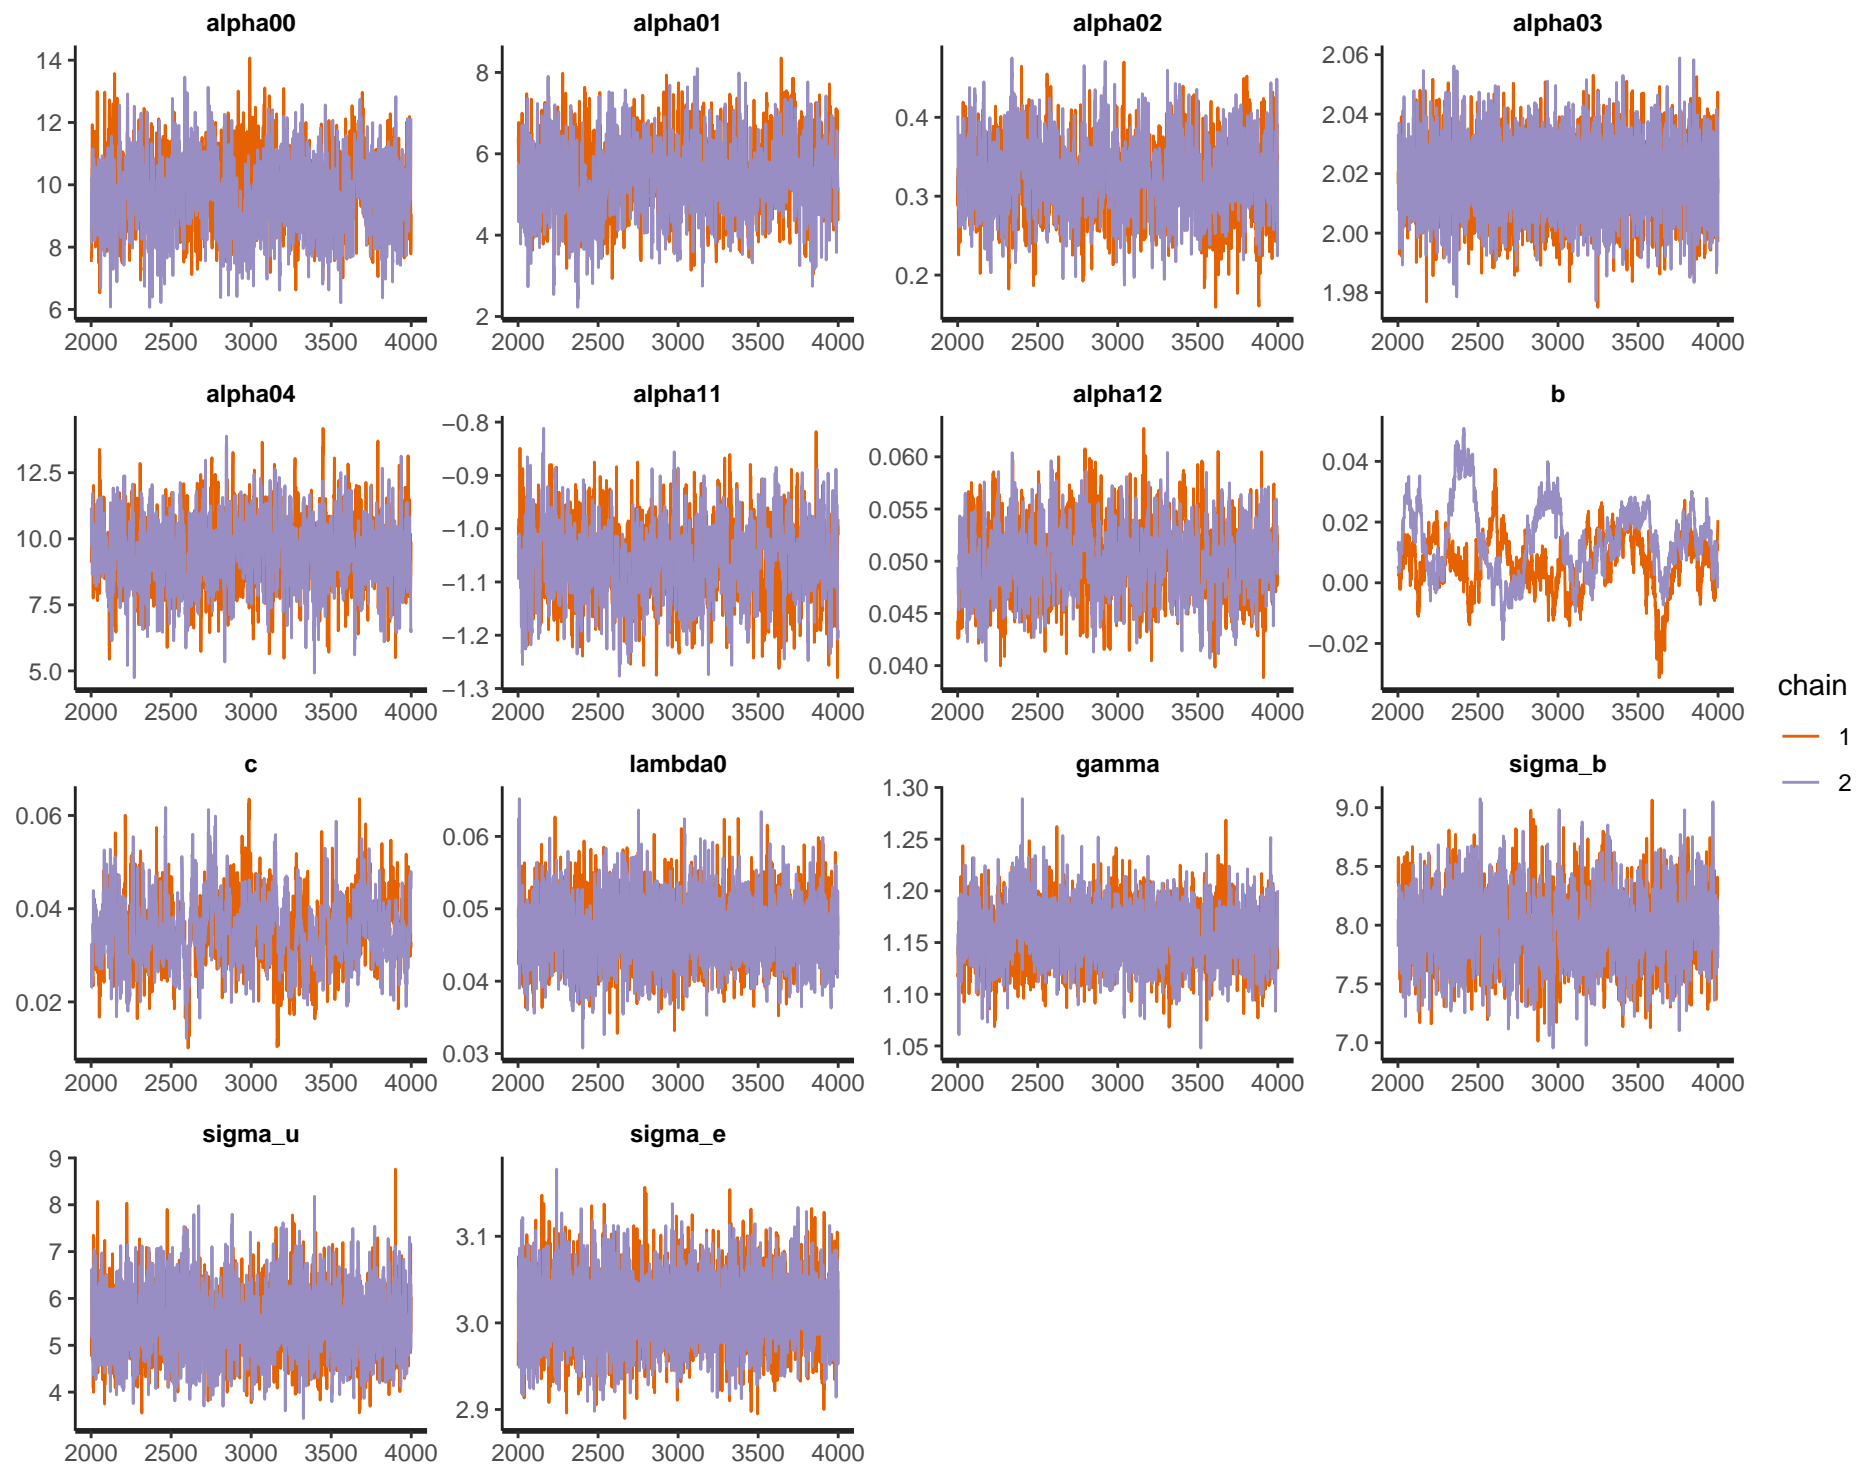 alpha00 alpha01 alpha02 alpha03
14 8 0.4 2.06
12 6 0.3 2.04
10 4 0.2 2.02
8 2 2.00
6 1.98
2000 2500 3000 3500 4000 2000 2500 3000 3500 4000 2000 2500 3000 3500 4000 2000 2500 3000 3500 4000
alpha04 alpha11 alpha12 b
12.5 −0.8 0.060 0.04
10.0 −0.9 0.055 0.02
7.5 −1.0 0.050 0.00
5.0 −1.1 0.045 −0.02
−1.2 0.040
−1.3
2000 2500 3000 3500 4000 2000 2500 3000 3500 4000 2000 2500 3000 3500 4000 2000 2500 3000 3500 4000
chain
1
2
c lambda0 gamma sigma_b
0.06 0.06 1.30 9.0
0.04 0.05 1.25 8.5
0.02 0.04 1.20 8.0
0.03 1.15 7.5
1.10 7.0
1.05
2000 2500 3000 3500 4000 2000 2500 3000 3500 4000 2000 2500 3000 3500 4000 2000 2500 3000 3500 4000
sigma_u sigma_e
9 3.1
8 3.0
7 2.9
6
5
4
2000 2500 3000 3500 4000 2000 2500 3000 3500 4000